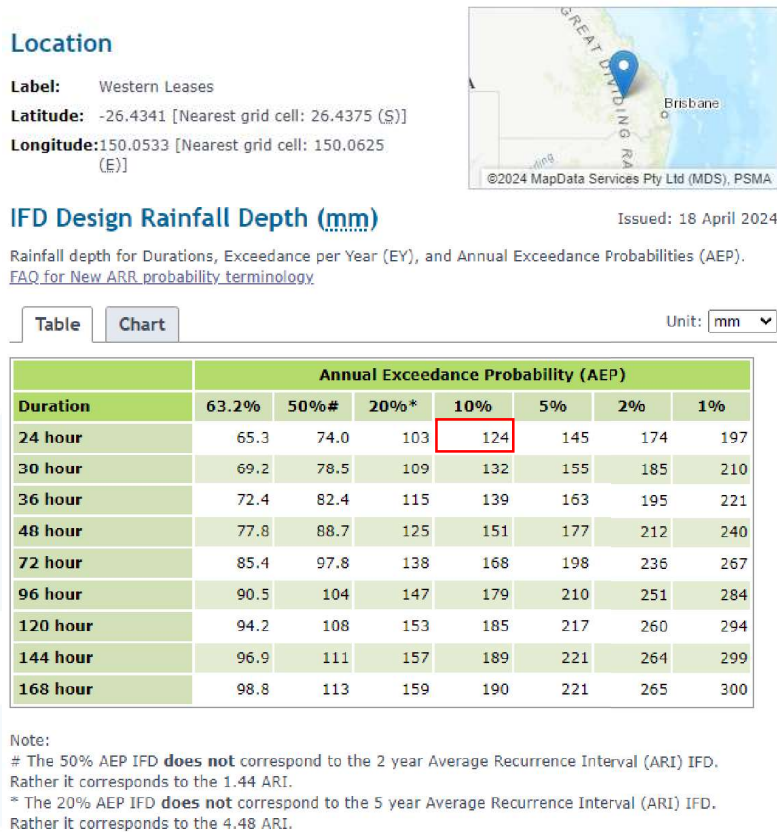 Location
Label: Western Leases
Latitude: -26.4341 [Nearest grid cell: 26.4375 (S)]
Longitude:150.0533 [Nearest grid cell: 150.0625
(E)]
GREAT DIVIDING RA
Brisbane
©2024 MapData Services Pty Ltd (MDS), PSMA
IFD Design Rainfall Depth (mm)
Issued: 18 April 2024
Rainfall depth for Durations, Exceedance per Year (EY), and Annual Exceedance Probabilities (AEP).
FAQ for New ARR probability terminology
Table Chart Unit: mm
Annual Exceedance Probability (AEP)
Duration 63.2% 50%# 20%* 10% 5% 2% 1%
24 hour 65.3 74.0 103 124 145 174 197
30 hour 69.2 78.5 109 132 155 185 210
36 hour 72.4 82.4 115 139 163 195 221
48 hour 77.8 88.7 125 151 177 212 240
72 hour 85.4 97.8 138 168 198 236 267
96 hour 90.5 104 147 179 210 251 284
120 hour 94.2 108 153 185 217 260 294
144 hour 96.9 111 157 189 221 264 299
168 hour 98.8 113 159 190 221 265 300
Note:
# The 50% AEP IFD does not correspond to the 2 year Average Recurrence Interval (ARI) IFD.
Rather it corresponds to the 1.44 ARI.
* The 20% AEP IFD does not correspond to the 5 year Average Recurrence Interval (ARI) IFD.
Rather it corresponds to the 4.48 ARI.